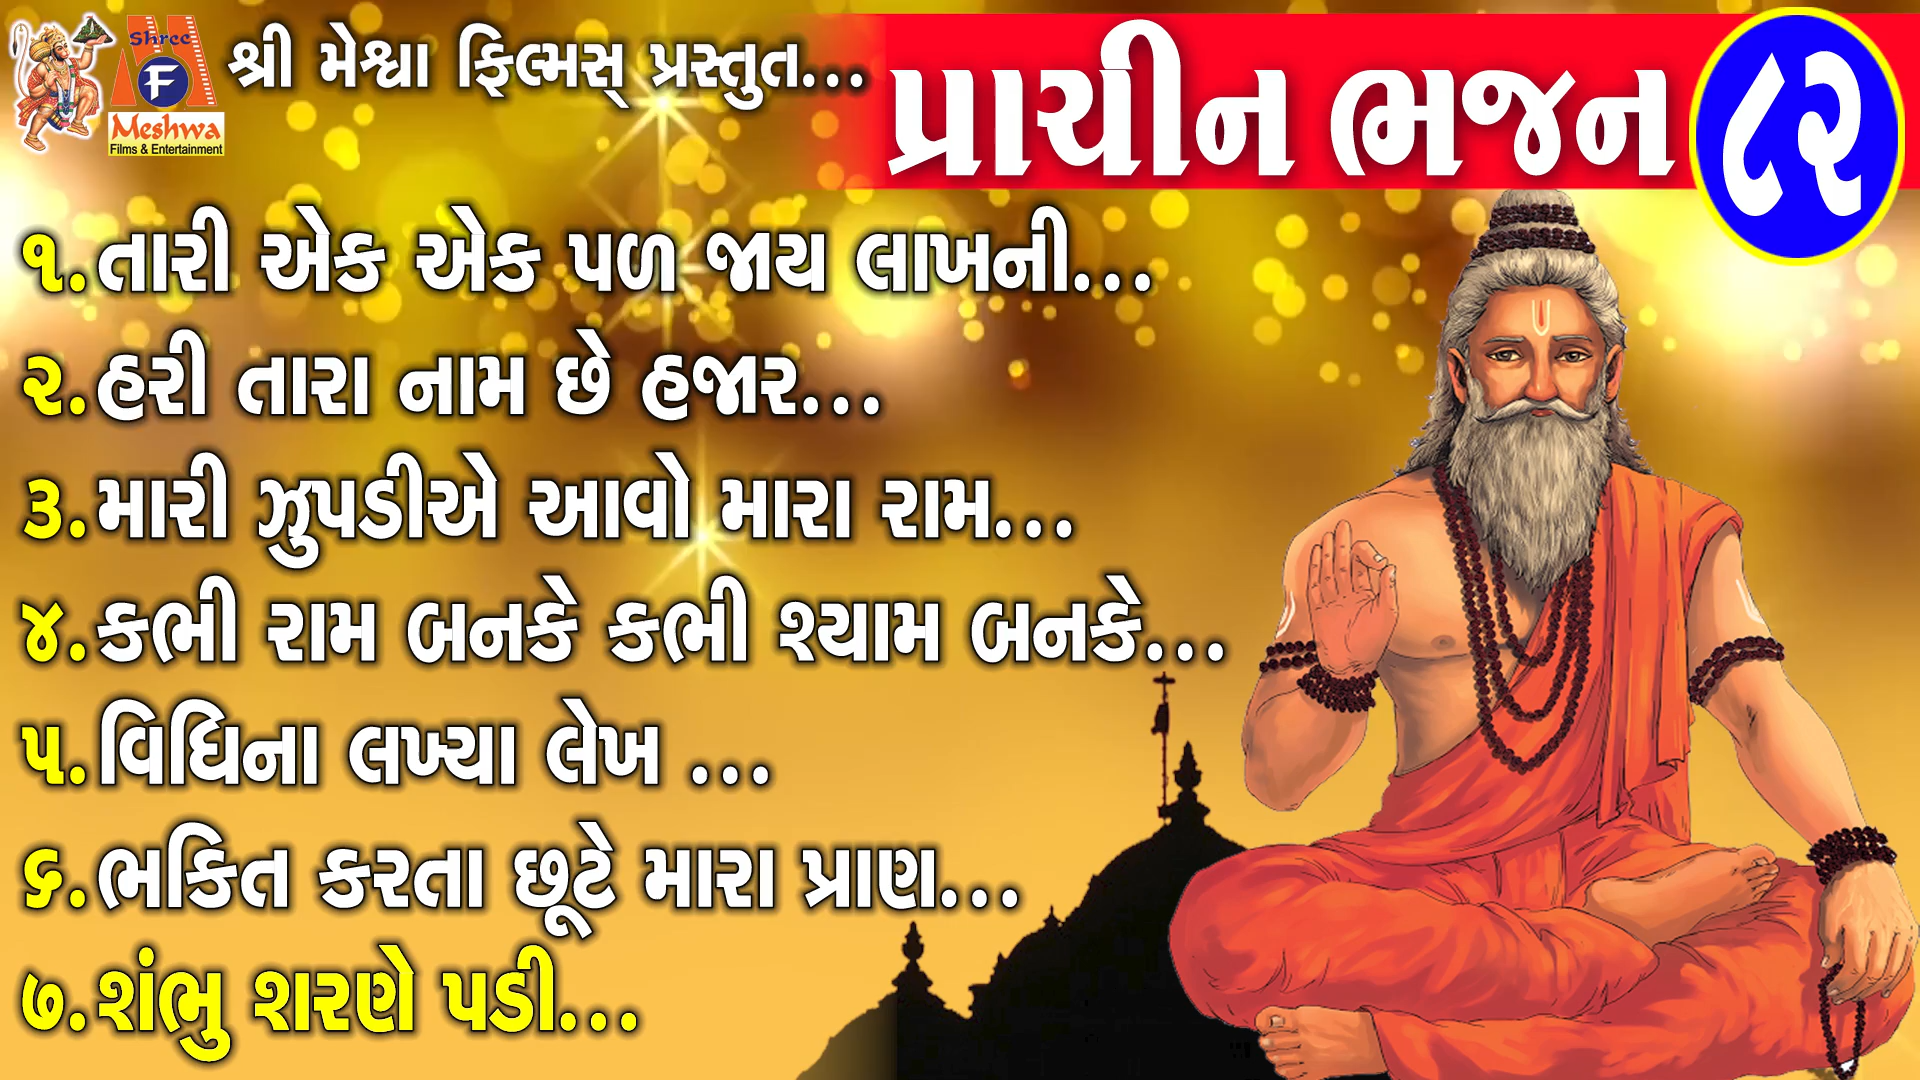 Shree
F
Meshwa
Films & Entertainment
શ્રી મેશ્વા ફિલ્મસ્ પ્રસ્તુત...
પ્રાચીન ભજન ૮૨
૧.તારી એક એક પળ જાય લાખની...
૨.હરી તારા નામ છે હજાર...
૩.મારી ઝુપડીએ આવો મારા રામ...
૪.કભી રામ બનકે કભી શ્યામ બનકે...
૫.વિધિના લખ્યા લેખ ...
૬.ભકિત કરતા છૂટે મારા પ્રાણ...
૭.શંભુ શરણે પડી...